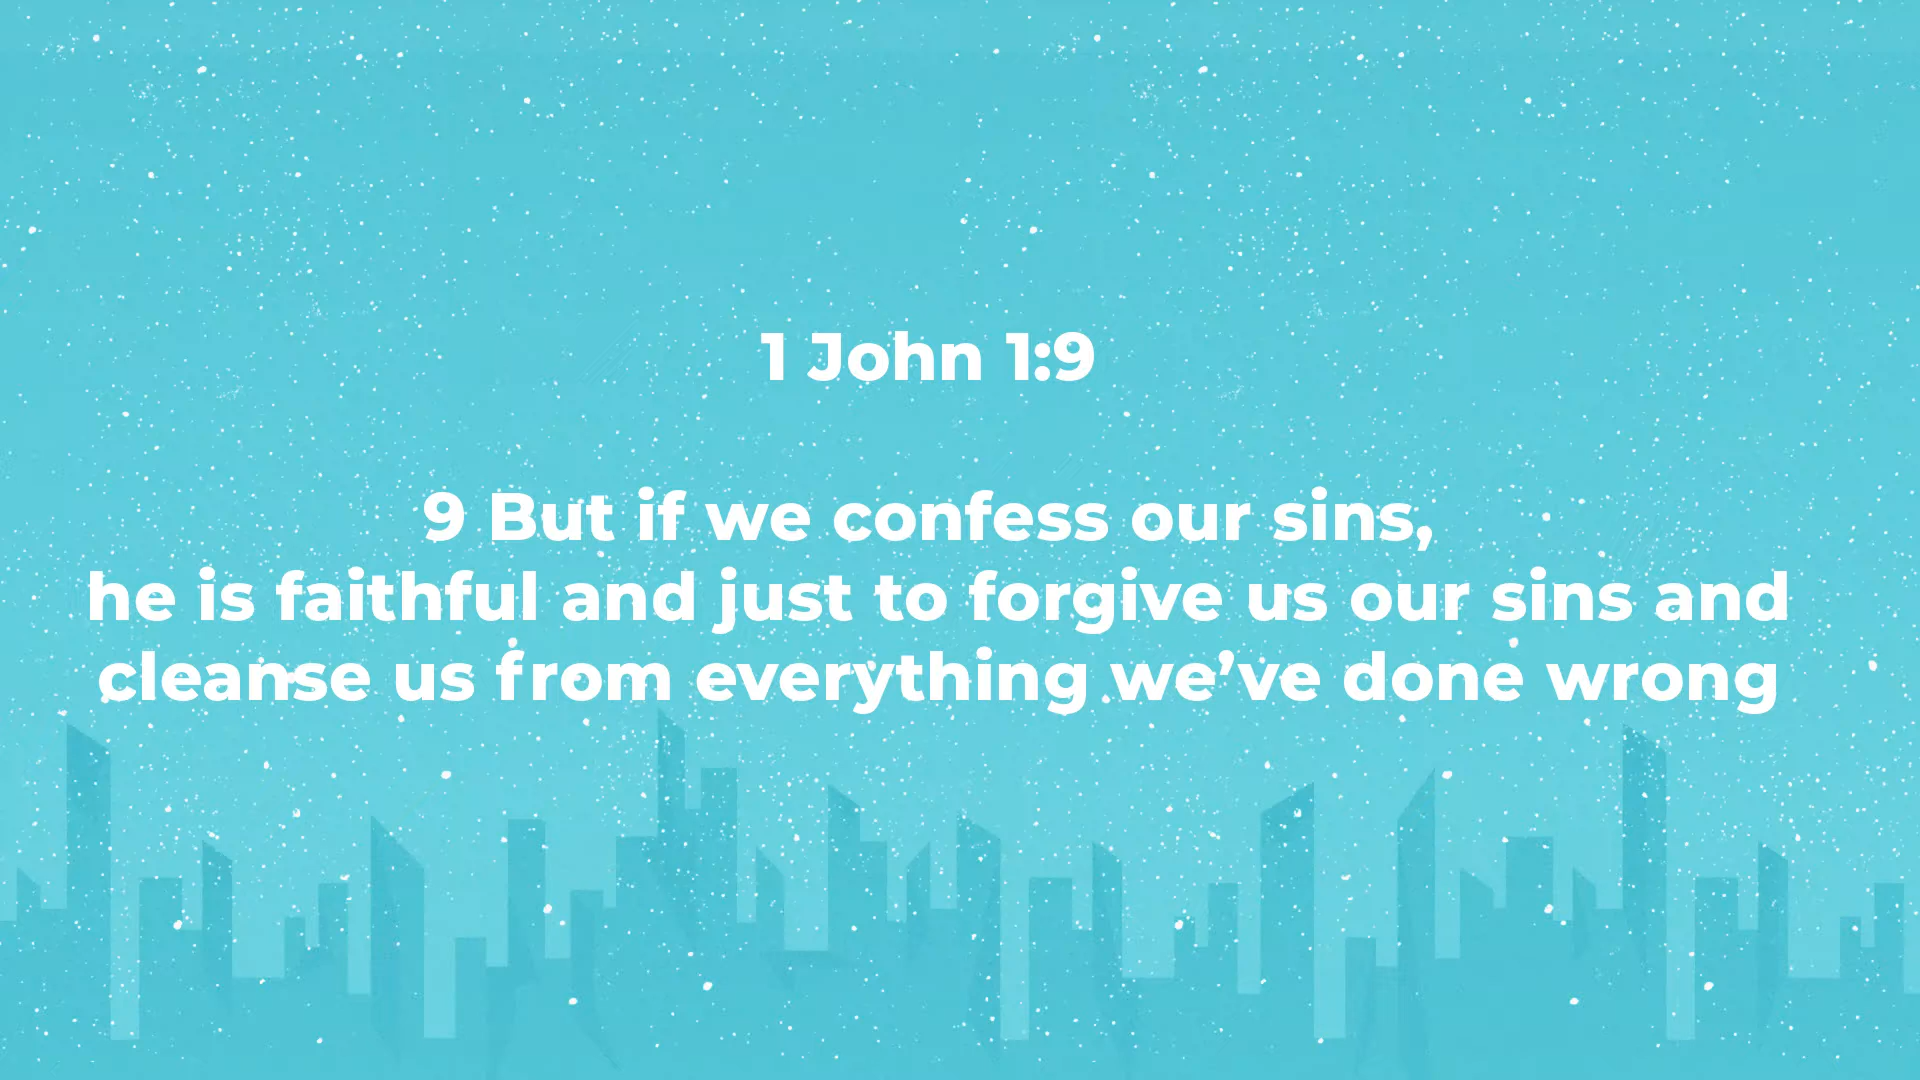 1 John 1:9
9 But if we confess our sins,
he is faithful and just to forgive us our sins and
cleanse us from everything we’ve done wrong